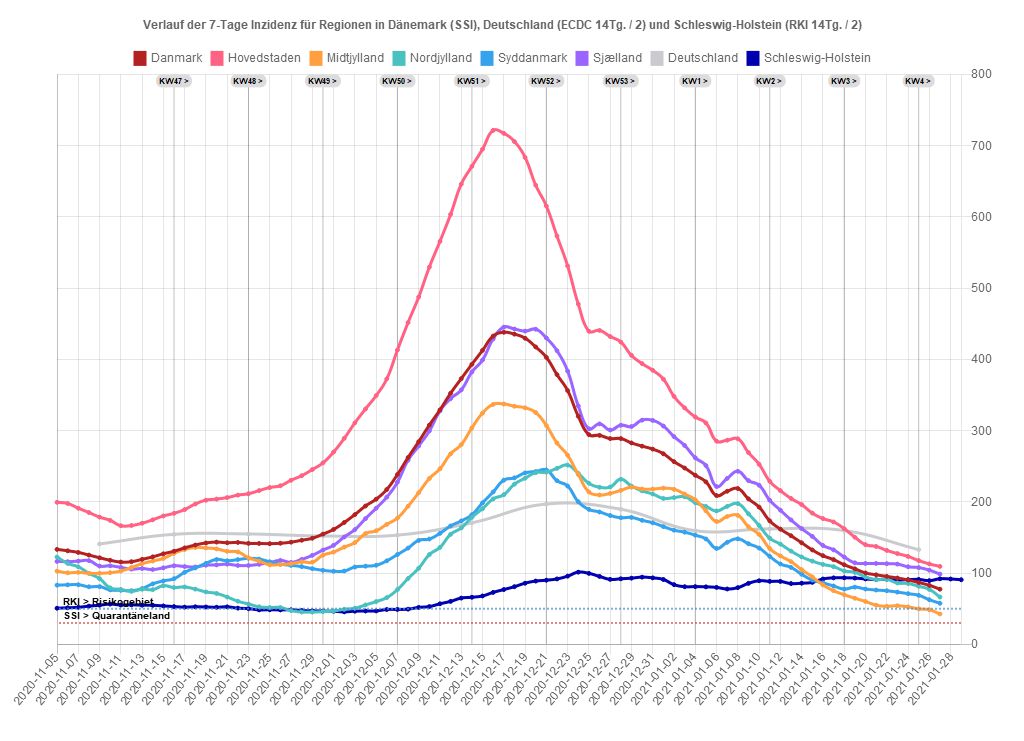 Verlauf der 7-Tage Inzidenz für Regionen in Dänemark (SSI), Deutschland (ECDC 14Tg. / 2) und Schleswig-Holstein (RKI 14Tg. / 2)
Danmark Hovedstaden Midtjylland Nordjylland Syddanmark Sjælland Deutschland Schleswig-Holstein
KW47 > KW48 > KW49 > KW50 > KW51 > KW52 > KW53 > KW1 > KW2 > KW3 > KW4 >
800
700
600
500
400
300
200
100
0
RKI > Risikogebiet
SSI > Quarantäneland
2020-11-05 2020-11-07 2020-11-09 2020-11-11 2020-11-13 2020-11-15 2020-11-17 2020-11-19 2020-11-21 2020-11-23 2020-11-25 2020-11-27 2020-11-29 2020-12-01 2020-12-03 2020-12-05 2020-12-07 2020-12-09 2020-12-11 2020-12-13 2020-12-15 2020-12-17 2020-12-19 2020-12-21 2020-12-23 2020-12-25 2020-12-27 2020-12-29 2020-12-31 2021-01-02 2021-01-04 2021-01-06 2021-01-08 2021-01-10 2021-01-12 2021-01-14 2021-01-16 2021-01-18 2021-01-20 2021-01-22 2021-01-24 2021-01-26 2021-01-28